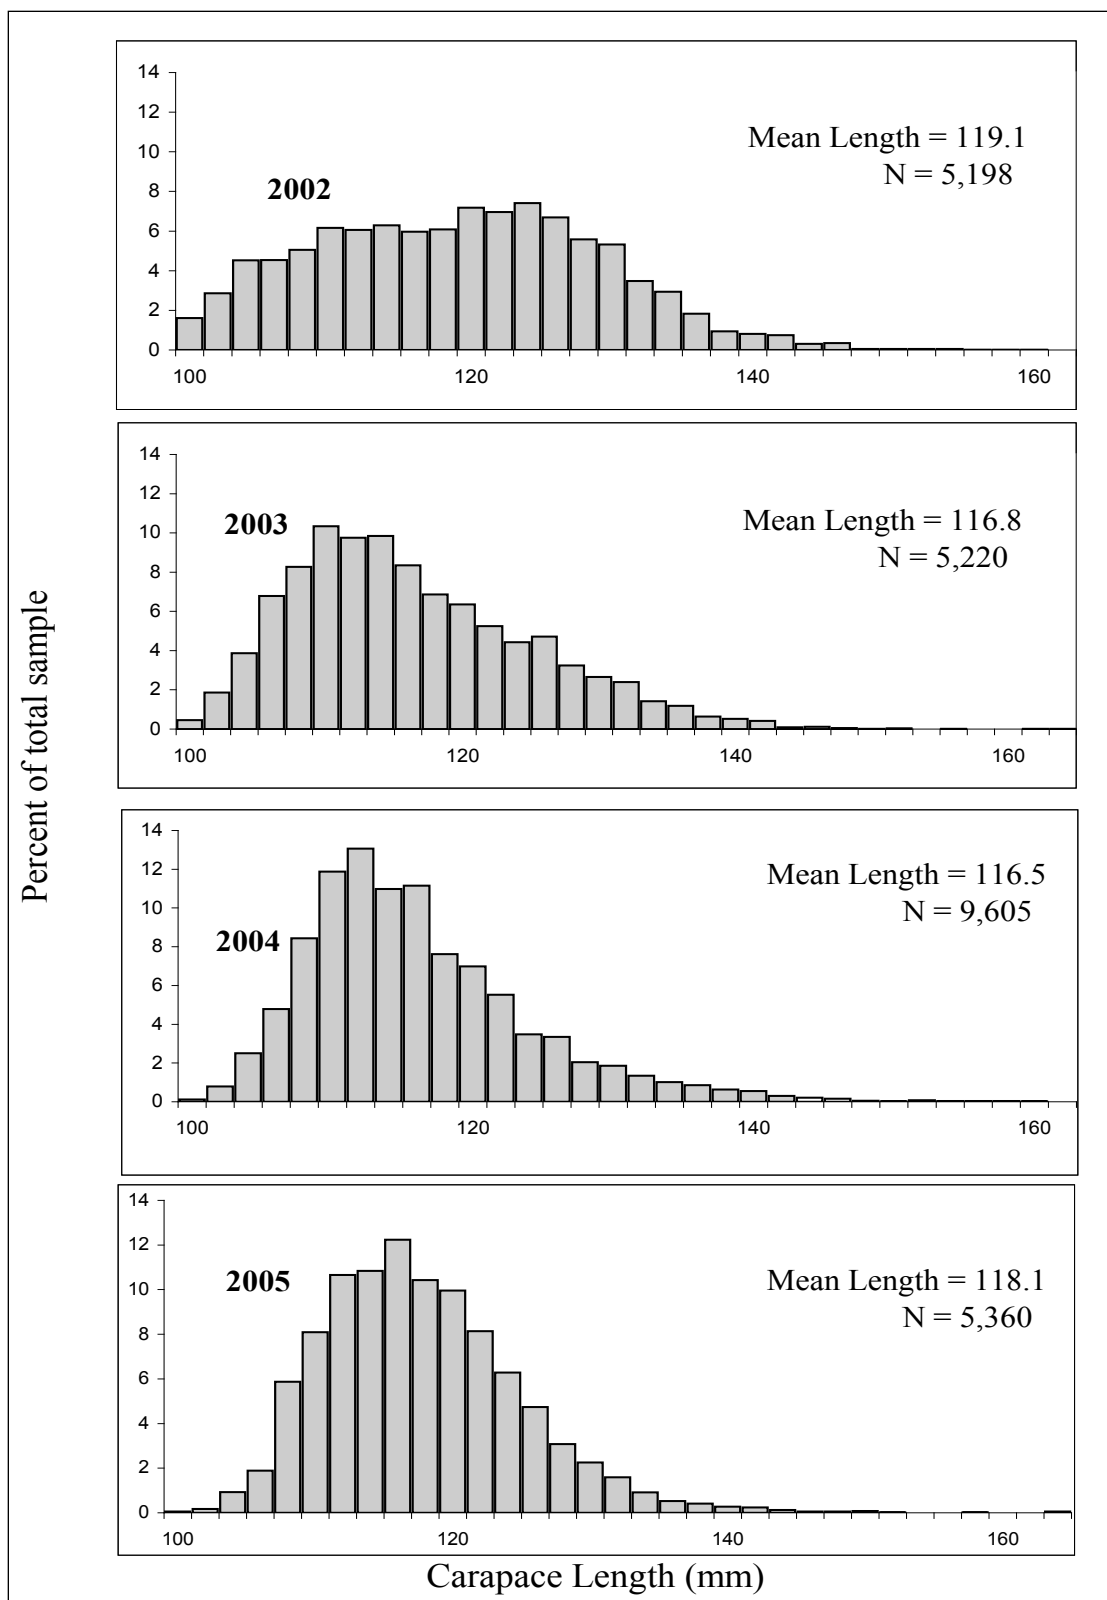 Percent of total sample
14
12
10
8
6
4
2
0
2002
Mean Length = 119.1
N = 5,198
100 120 140 160
14
12
10
8
6
4
2
0
2003
Mean Length = 116.8
N = 5,220
100 120 140 160
14
12
10
8
6
4
2
0
2004
Mean Length = 116.5
N = 9,605
100 120 140 160
14
12
10
8
6
4
2
0
2005
Mean Length = 118.1
N = 5,360
100 120 140 160
Carapace Length (mm)